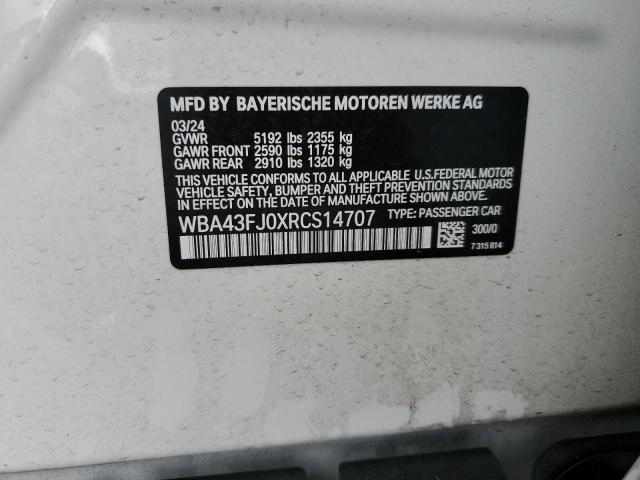 MFD BY BAYERISCHE MOTOREN WERKE AG
03/24
GVWR 5192 lbs 2355 kg
GAWR FRONT 2590 lbs 1175 kg
GAWR REAR 2910 lbs 1320 kg
THIS VEHICLE CONFORMS TO ALL APPLICABLE U.S.FEDERAL MOTOR
VEHICLE SAFETY, BUMPER AND THEFT PREVENTION STANDARDS
IN EFFECT ON THE DATE OF MANUFACTURE SHOWN ABOVE.
WBA43FJ0XRCS14707 TYPE: PASSENGER CAR
300/0
7 315 814